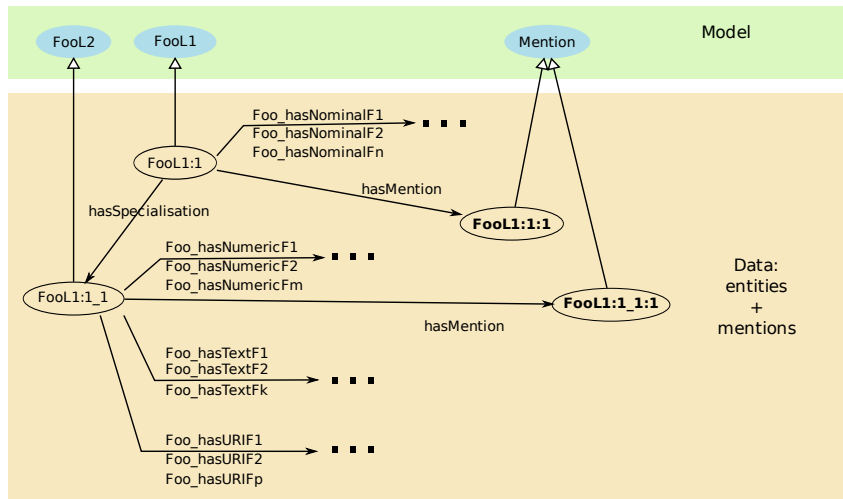 FooL2
FooL1
Mention
Model
Foo_hasNominalF1
Foo_hasNominalF2
Foo_hasNominalFn
FooL1:1
hasMention
hasSpecialisation
FooL1:1:1
Foo_hasNumericF1
Foo_hasNumericF2
Foo_hasNumericFm
FooL1:1_1
FooL1:1_1:1
hasMention
Data:
entities
+
mentions
Foo_hasTextF1
Foo_hasTextF2
Foo_hasTextFk
Foo_hasURIF1
Foo_hasURIF2
Foo_hasURIFp